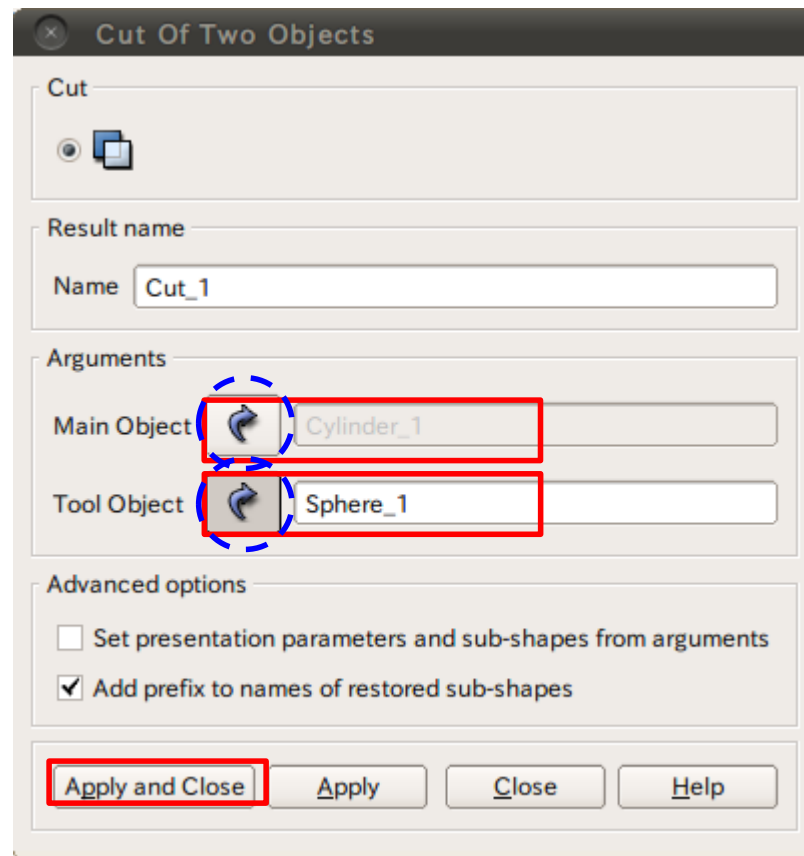 Cut Of Two Objects
Cut
Result name
Name Cut_1
Arguments
Main Object Cylinder_1
Tool Object Sphere_1
Advanced options
Set presentation parameters and sub-shapes from arguments
Add prefix to names of restored sub-shapes
Apply and Close Apply Close Help